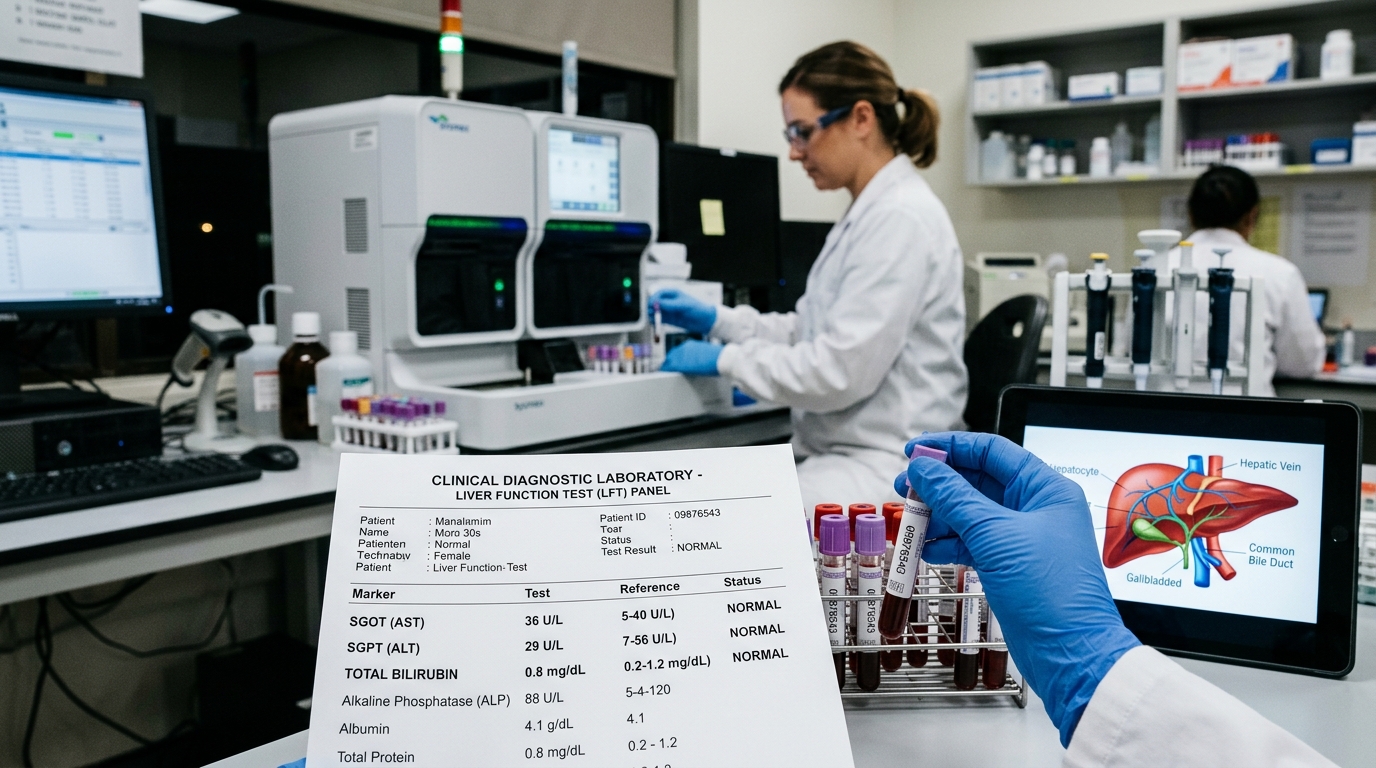 CLINICAL DIAGNOSTIC LABORATORY -
LIVER FUNCTION TEST (LFT) PANEL
Patient : Manalamim
Name : Moro 30s
Patienten : Normal
Technabw : Female
Patient : Liver Function-Test
Patient ID : 09876543
Toar :
Status :
Test Result : NORMAL
Marker Test Reference Status
SGOT (AST) 36 U/L 5-40 U/L) NORMAL
SGPT (ALT) 29 U/L 7-56 U/L) NORMAL
TOTAL BILIRUBIN 0.8 mg/dL 0.2-1.2 mg/dL) NORMAL
Alkaline Phosphatase (ALP) 88 U/L 5-4-120
Albumin 4.1 g/dL 4.1
Total Protein 0.8 mg/dL 0.2 - 1.2
09876543
Hepatocyte
Hepatic Vein
Common
Bile Duct
Galibladded